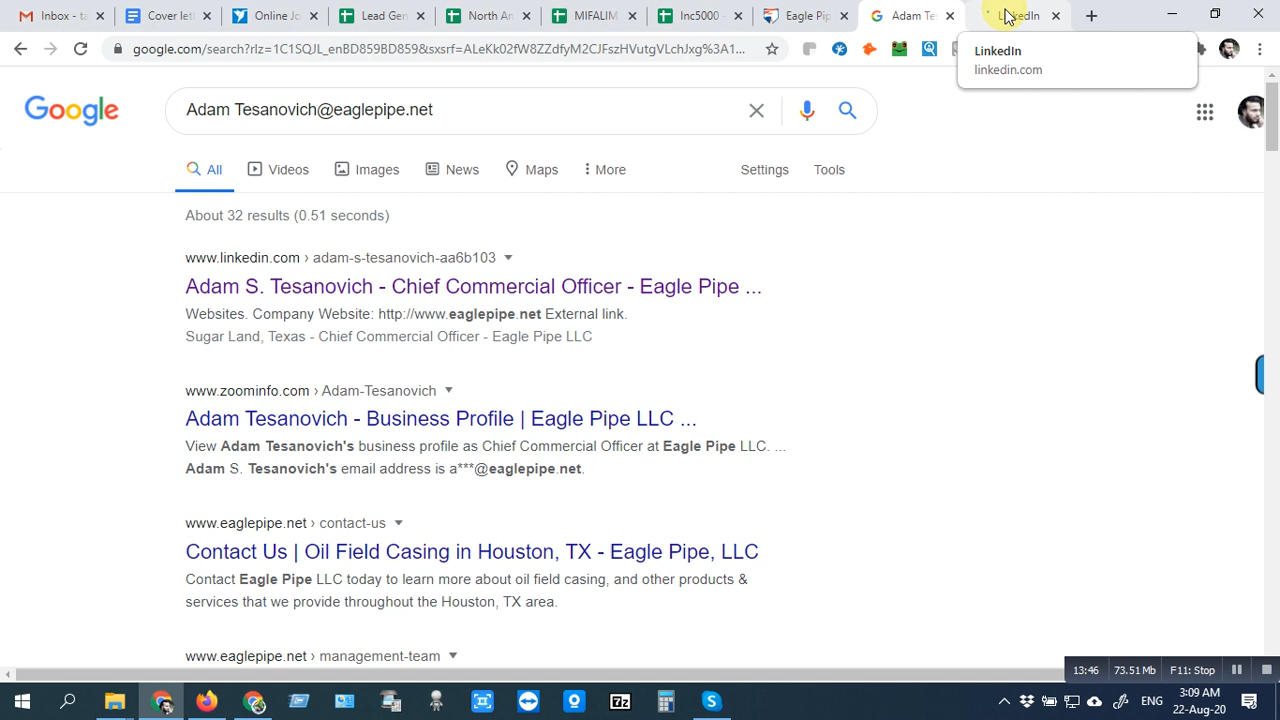 Inbox - ta
Cover let
Online Jo
Lead Gen
North An
MIFALIM
Inc5000 -
Eagle Pip
Adam Te
LinkedIn
google.com/search?rlz=1C1SQJL_enBD859BD859&sxsrf=ALeKk02fW8ZZdfyM2CJFszHVutgVLchJxg%3A1...
LinkedIn
linkedin.com
Google
Adam Tesanovich@eaglepipe.net
All
Videos
Images
News
Maps
More
Settings
Tools
About 32 results (0.51 seconds)
www.linkedin.com › adam-s-tesanovich-aa6b103
Adam S. Tesanovich - Chief Commercial Officer - Eagle Pipe ...
Websites. Company Website: http://www.eaglepipe.net External link.
Sugar Land, Texas - Chief Commercial Officer - Eagle Pipe LLC
www.zoominfo.com › Adam-Tesanovich
Adam Tesanovich - Business Profile | Eagle Pipe LLC ...
View Adam Tesanovich's business profile as Chief Commercial Officer at Eagle Pipe LLC. ...
Adam S. Tesanovich's email address is a***@eaglepipe.net.
www.eaglepipe.net › contact-us
Contact Us | Oil Field Casing in Houston, TX - Eagle Pipe, LLC
Contact Eagle Pipe LLC today to learn more about oil field casing, and other products &
services that we provide throughout the Houston, TX area.
www.eaglepipe.net › management-team
13:46
73.51 Mb
F11: Stop
7z
ENG
3:09 AM
22-Aug-20